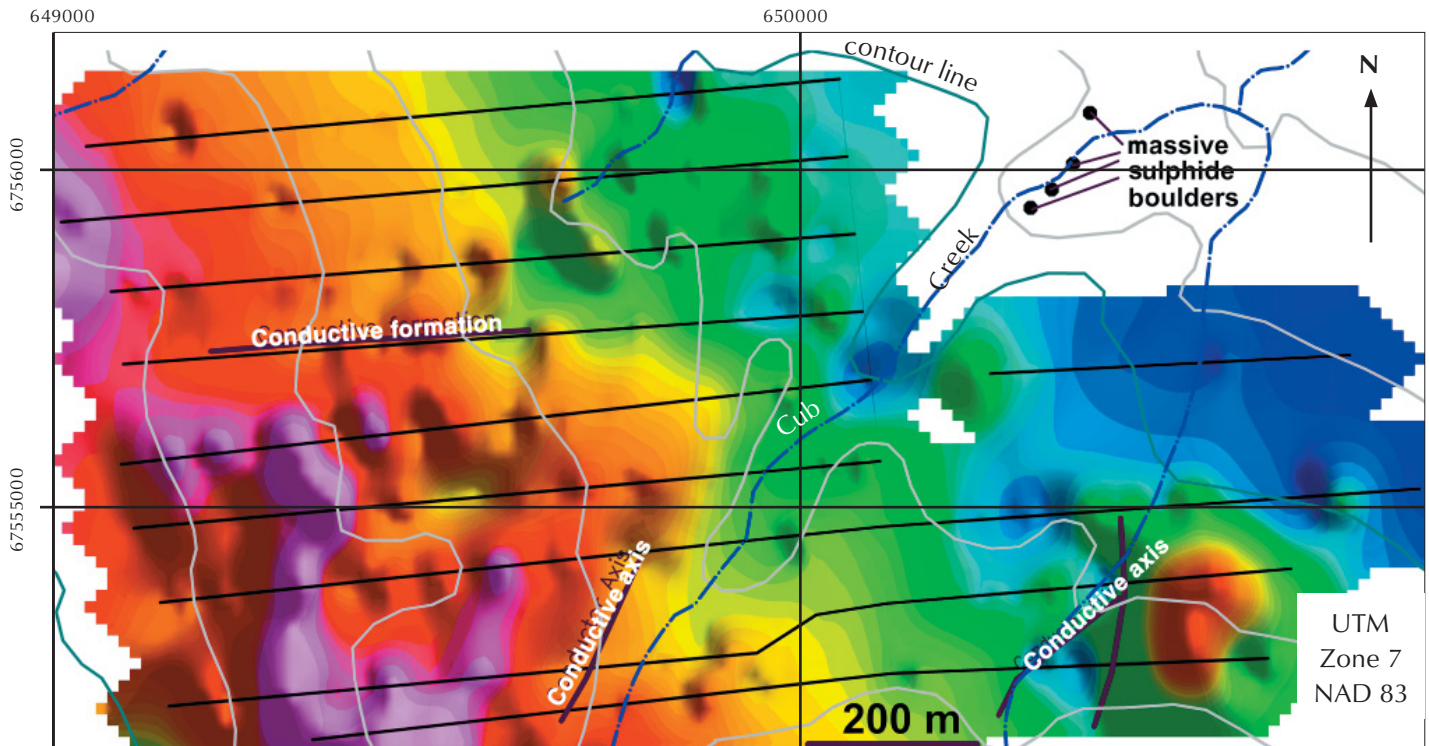 649000
650000
contour line
N
massive
sulphide
boulders
6756000
Creek
Conductive formation
Cub
6755000
Conductive axis
Conductive axis
UTM
Zone 7
NAD 83
200 m